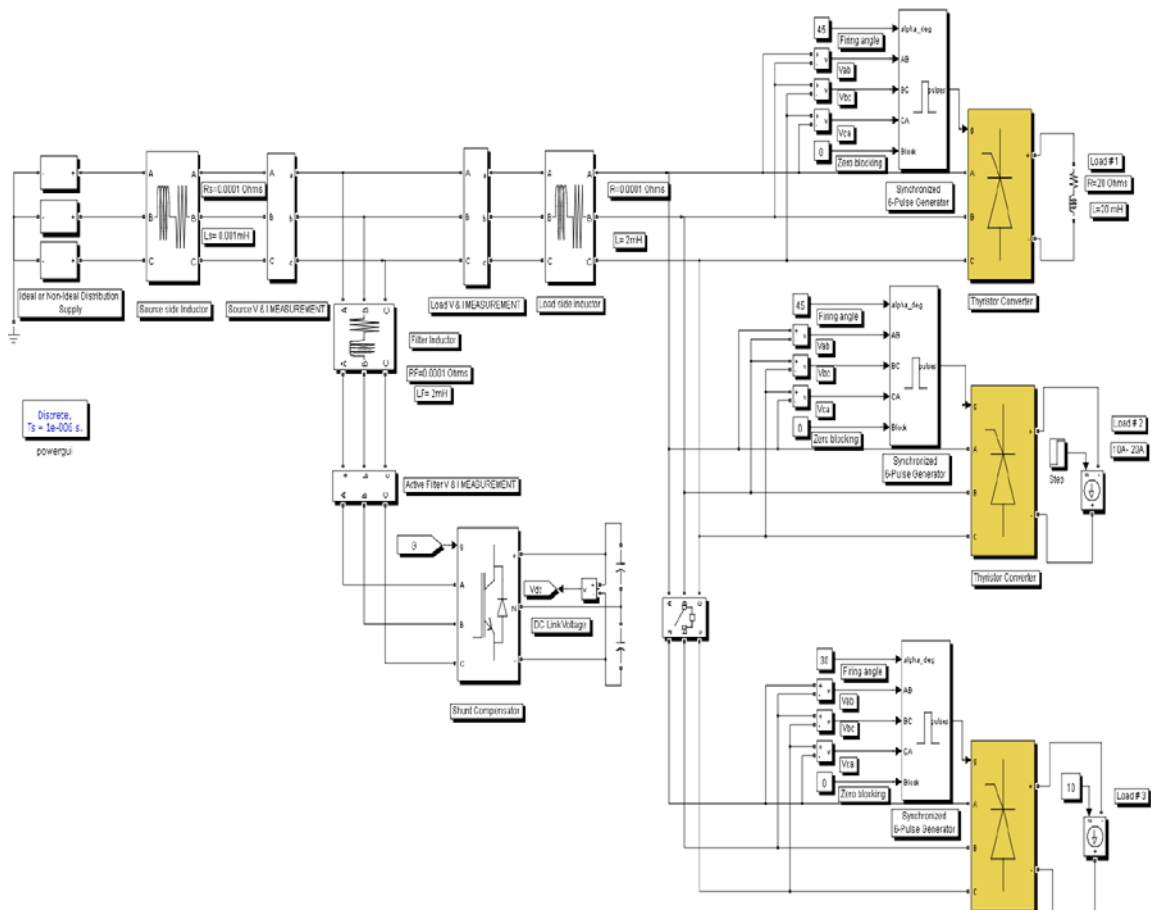 45
Firing angle
alpha_deg
AB
Vab
BC
Vbc
pulses
CA
Vca
0
Zero blocking
Block
Synchronized
6-Pulse Generator
g
A
B
C
+
-
Thyristor Converter
Load #1
R=20 Ohms
L=20 mH
Ideal or Non-Ideal Distribution
Supply
A
B
C
A
B
C
Source side Inductor
Rs=0.0001 Ohms
Ls= 0.001mH
A
B
C
a
b
c
Source V & I MEASUREMENT
A
B
C
a
b
c
Load V & I MEASUREMENT
A
B
C
A
B
C
Load side Inductor
R=0.0001 Ohms
L= 2mH
A
B
C
A
B
C
Filter Inductor
RF=0.0001 Ohms
LF= 2mH
Discrete,
Ts = 1e-006 s.
powergui
Active Filter V & I MEASUREMENT
g
A
B
C
+
N
-
Vdc
v
DC Link Voltage
Shunt Compensator
45
Firing angle
alpha_deg
AB
Vab
BC
Vbc
pulses
CA
Vca
0
Zero blocking
Block
Synchronized
6-Pulse Generator
g
A
B
C
+
-
Thyristor Converter
Step
Load # 2
10A- 20A
30
Firing angle
alpha_deg
AB
Vab
BC
Vbc
pulses
CA
Vca
0
Zero blocking
Block
Synchronized
6-Pulse Generator
g
A
B
C
+
-
10
Load # 3